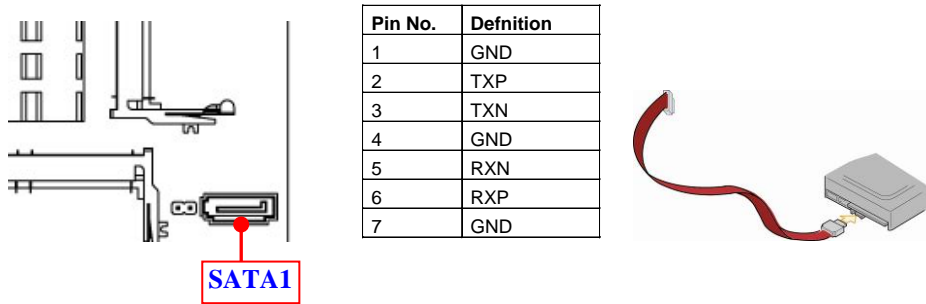 Pin No. Defnition
1 GND
2 TXP
3 TXN
4 GND
5 RXN
6 RXP
7 GND
SATA1